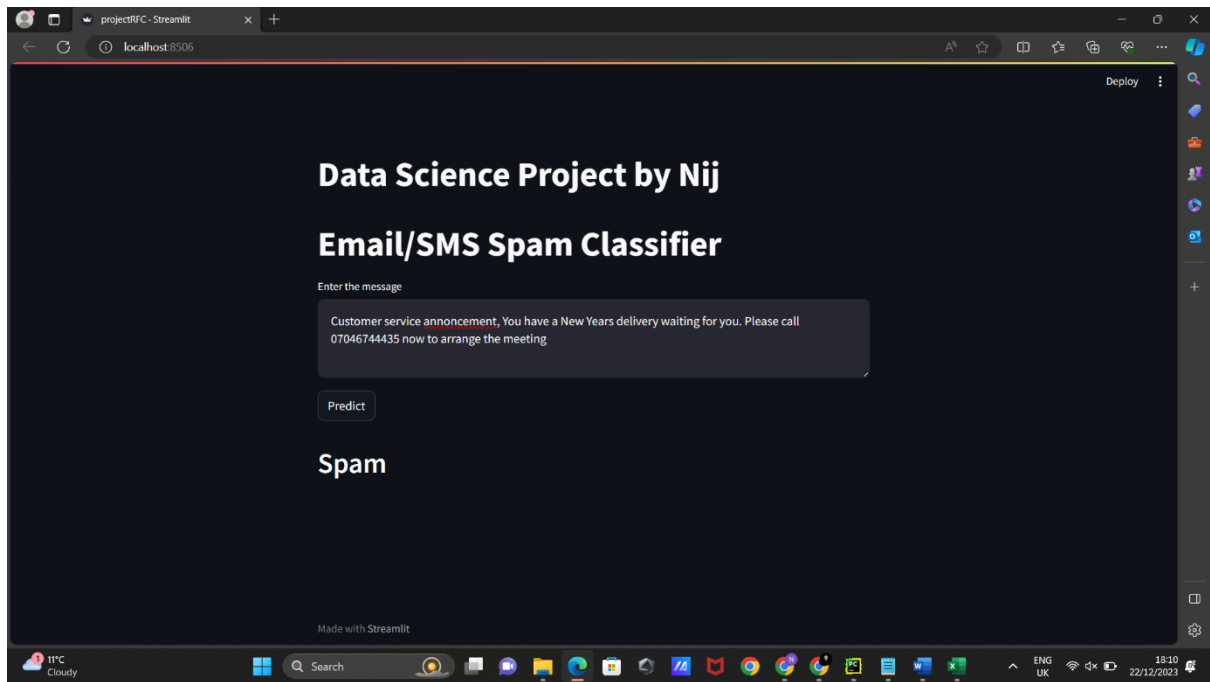 projectRFC · Streamlit
localhost:8506
Deploy
Data Science Project by Nij
Email/SMS Spam Classifier
Enter the message
Customer service annoncement, You have a New Years delivery waiting for you. Please call
07046744435 now to arrange the meeting
Predict
Spam
Made with Streamlit
1
11°C
Cloudy
Search
ENG
UK
18:10
22/12/2023